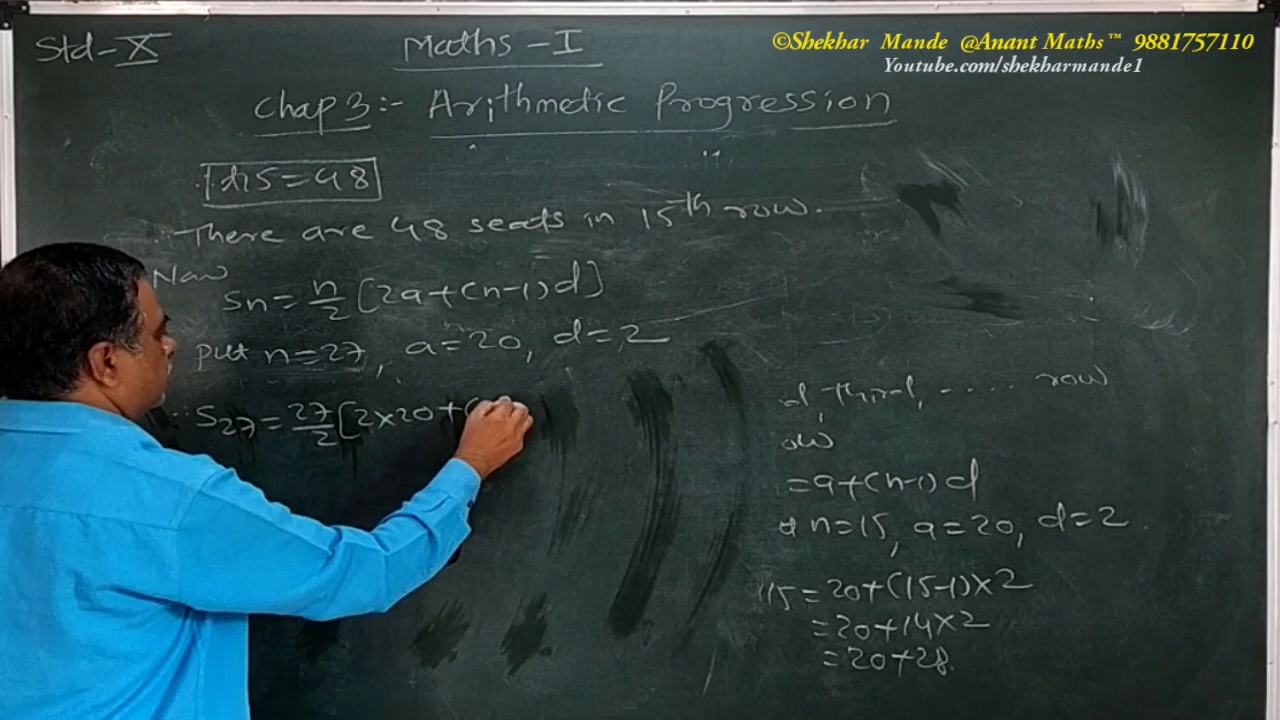 Std-X
Maths-I
©Shekhar Mande @Anant Maths™ 9881757110
Youtube.com/shekharmande1
Chap 3:- Arithmetic Progression
t15=48
∴ There are 48 seats in 15th row.
Now
Sn=n/2[2a+(n-1)d]
put n=27, a=20, d=2
∴ S27=27/2[2×20+(
d, third, ---- row
ow
=a+(n-1)d
n=15, a=20, d=2
15=20+(15-1)×2
=20+14×2
=20+28.